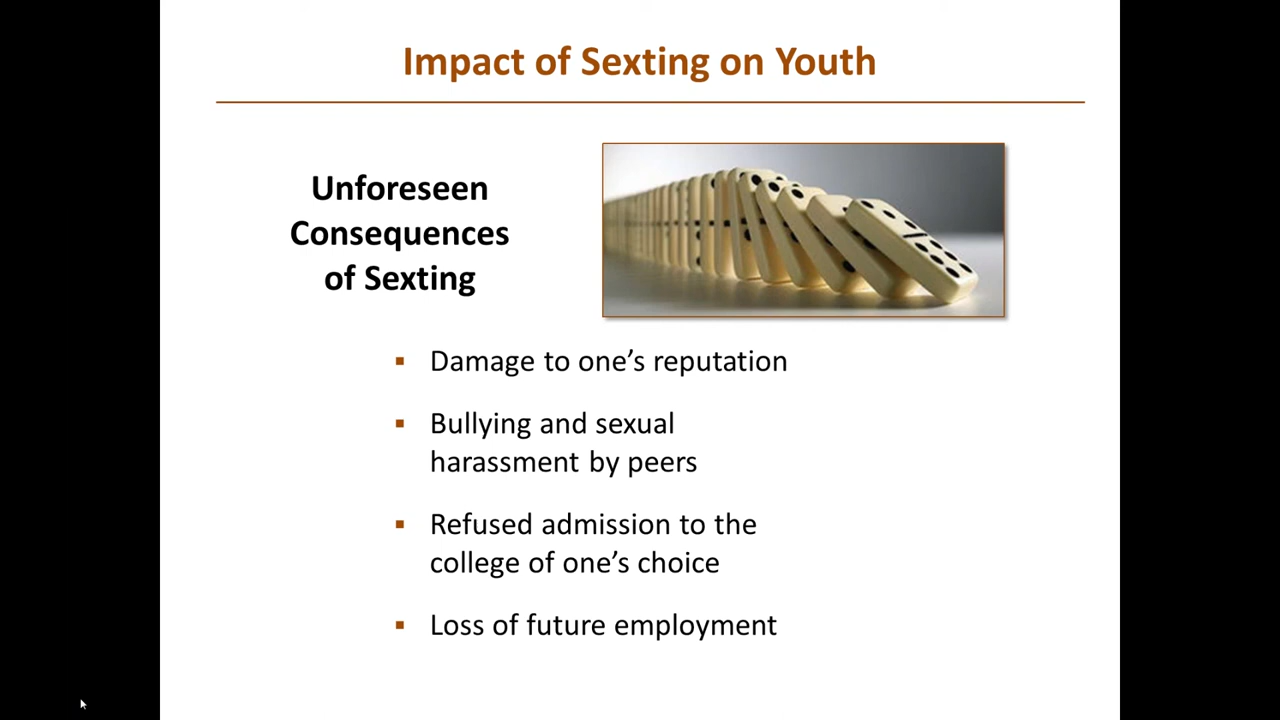 Impact of Sexting on Youth
Unforeseen
Consequences
of Sexting
▪ Damage to one’s reputation
▪ Bullying and sexual
harassment by peers
▪ Refused admission to the
college of one’s choice
▪ Loss of future employment